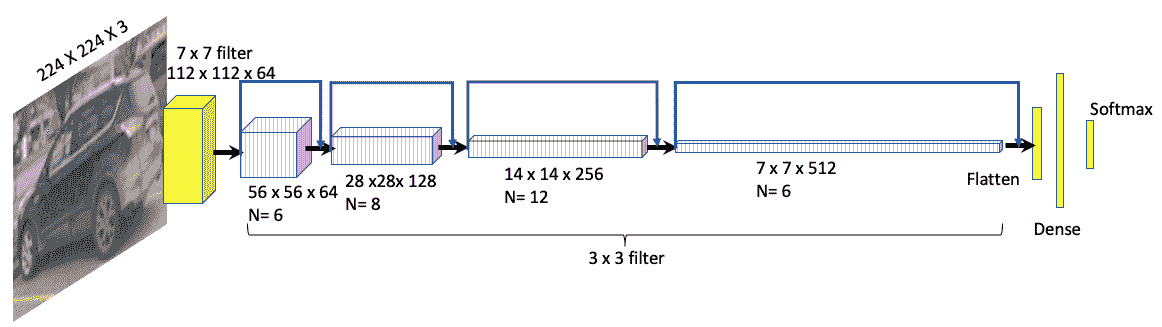 224 X 224 X 3
7 x 7 filter
112 x 112 x 64
56 x 56 x 64
N= 6
28 x28x 128
N= 8
14 x 14 x 256
N= 12
7 x 7 x 512
N= 6
3 x 3 filter
Flatten
Dense
Softmax